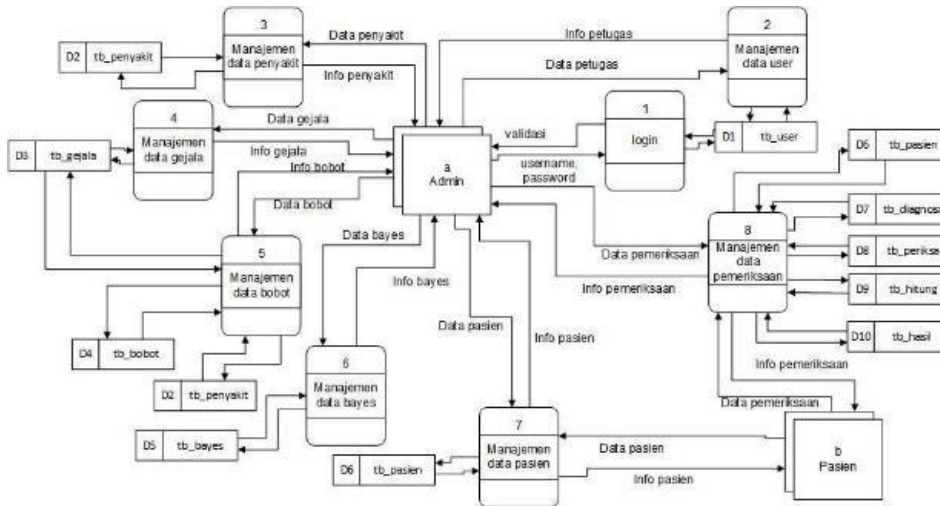 3
Manajemen
data penyakit
D2 tb_penyakit
Data penyakit
Info penyakit
Info petugas
Data petugas
2
Manajemen
data user
4
Manajemen
data gejala
Data gejala
Info gejala
D3 tb_gejala
Info bobot
Data bobot
a
Admin
validasi
username,
password
1
login
D1 tb_user
D6 tb_pasien
D7 tb_diagnosa
D8 tb_periksa
D9 tb_hitung
D10 tb_hasil
8
Manajemen
data
pemeriksaan
Data pemeriksaan
Info pemeriksaan
5
Manajemen
data bobot
Data bayes
Info bayes
D4 tb_bobot
D2 tb_penyakit
D5 tb_bayes
6
Manajemen
data bayes
Data pasien
Info pasien
Info pemeriksaan
Data pemeriksaan
7
Manajemen
data pasien
D6 tb_pasien
Data pasien
Info pasien
b
Pasien